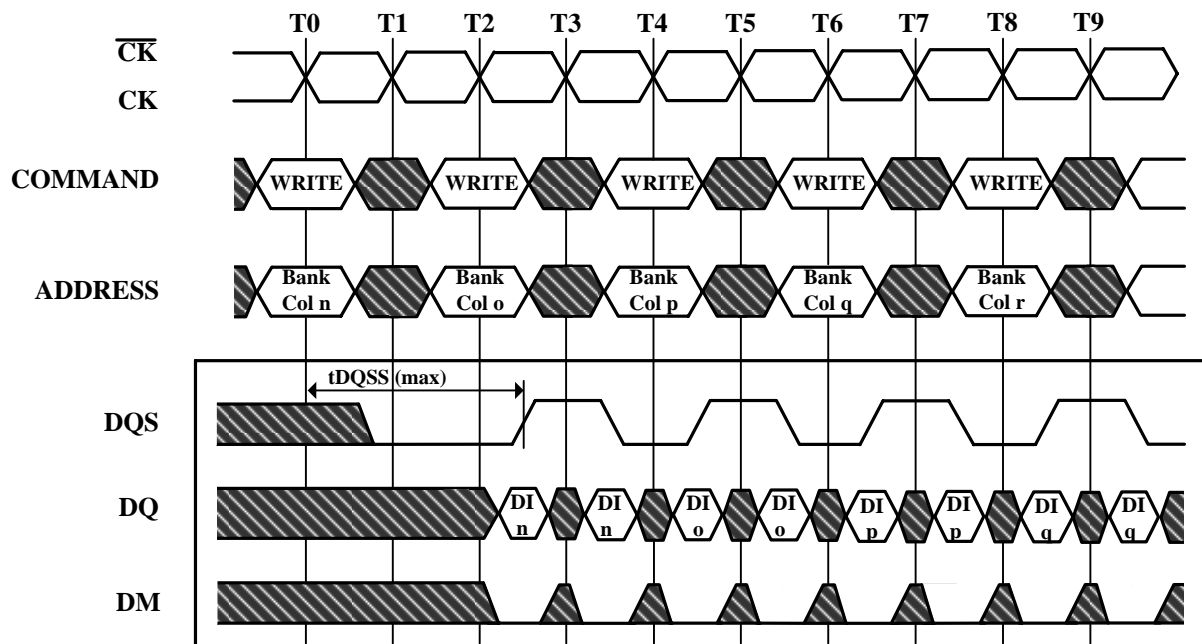 T0 T1 T2 T3 T4 T5 T6 T7 T8 T9
CK
CK
COMMAND WRITE WRITE WRITE WRITE WRITE
ADDRESS
Bank Bank Bank Bank Bank
Col n Col o Col p Col q Col r
tDQSS (max)
DQS
DQ
DI DI DI DI DI DI DI DI
n n o o p p q q
DM